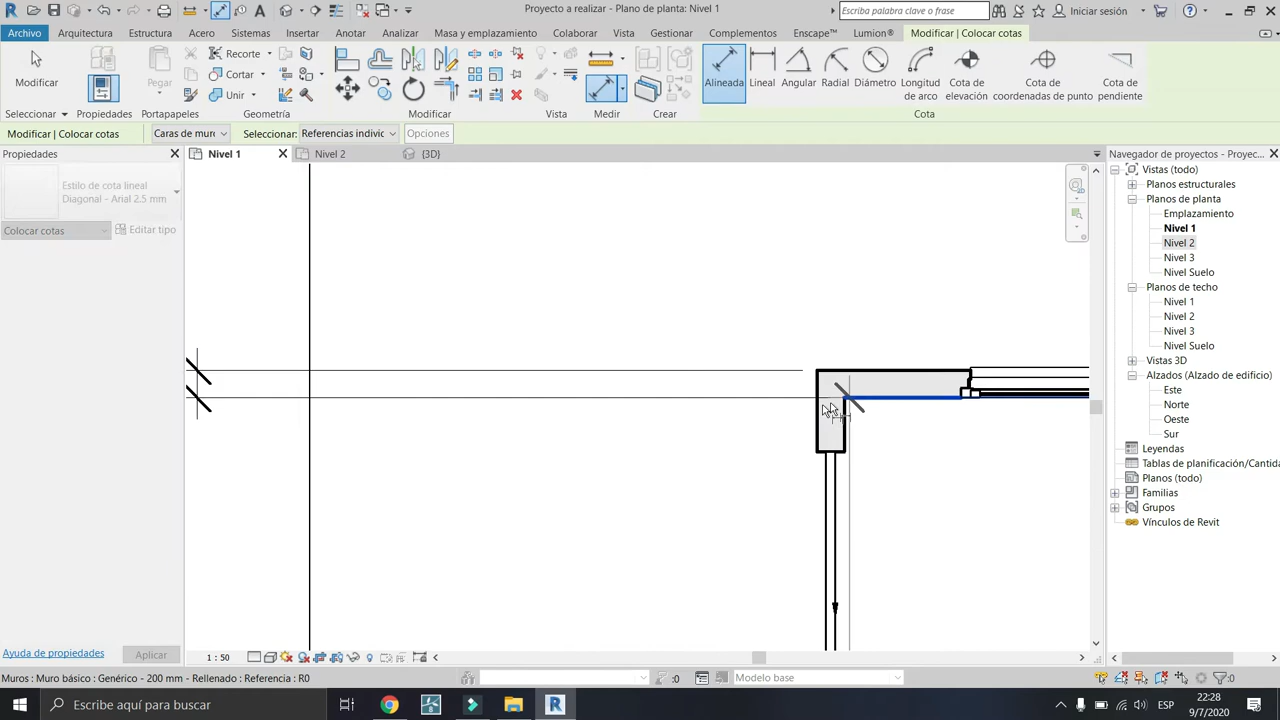 Proyecto a realizar - Plano de planta: Nivel 1
Escriba palabra clave o frase
Iniciar sesión
Archivo
Arquitectura
Estructura
Acero
Sistemas
Insertar
Anotar
Analizar
Masa y emplazamiento
Colaborar
Vista
Gestionar
Complementos
Enscape™
Lumion®
Modificar | Colocar cotas
Modificar
Pegar
Recorte
Cortar
Unir
Alineada
Lineal
Angular
Radial
Diámetro
Longitud de arco
Cota de elevación
Cota de coordenadas de punto
Cota de pendiente
Seleccionar
Propiedades
Portapapeles
Geometría
Modificar
Vista
Medir
Crear
Cota
Modificar | Colocar cotas
Caras de muro
Seleccionar:
Referencias individ
Opciones
Propiedades
Nivel 1
Nivel 2
{3D}
Navegador de proyectos - Proyec...
Estilo de cota lineal
Diagonal - Arial 2.5 mm
Colocar cotas
Editar tipo
Vistas (todo)
Planos estructurales
Planos de planta
Emplazamiento
Nivel 1
Nivel 2
Nivel 3
Nivel Suelo
Planos de techo
Nivel 1
Nivel 2
Nivel 3
Nivel Suelo
Vistas 3D
Alzados (Alzado de edificio)
Este
Norte
Oeste
Sur
Leyendas
Tablas de planificación/Cantida
Planos (todo)
Familias
Grupos
Vínculos de Revit
Ayuda de propiedades
Aplicar
1 : 50
Muros : Muro básico : Genérico - 200 mm - Rellenado : Referencia : R0
:0
Modelo base
:0
Escribe aquí para buscar
ESP
22:28
9/7/2020